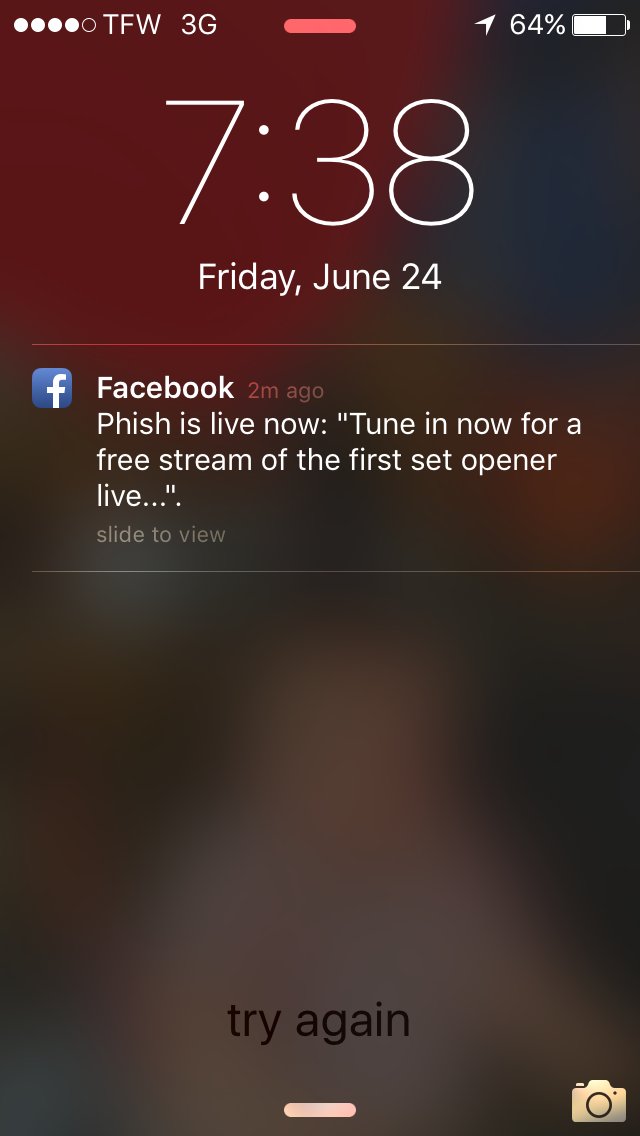 TFW 3G 64%
7:38
Friday, June 24
Facebook 2m ago
Phish is live now: "Tune in now for a
free stream of the first set opener
live...".
slide to view
try again